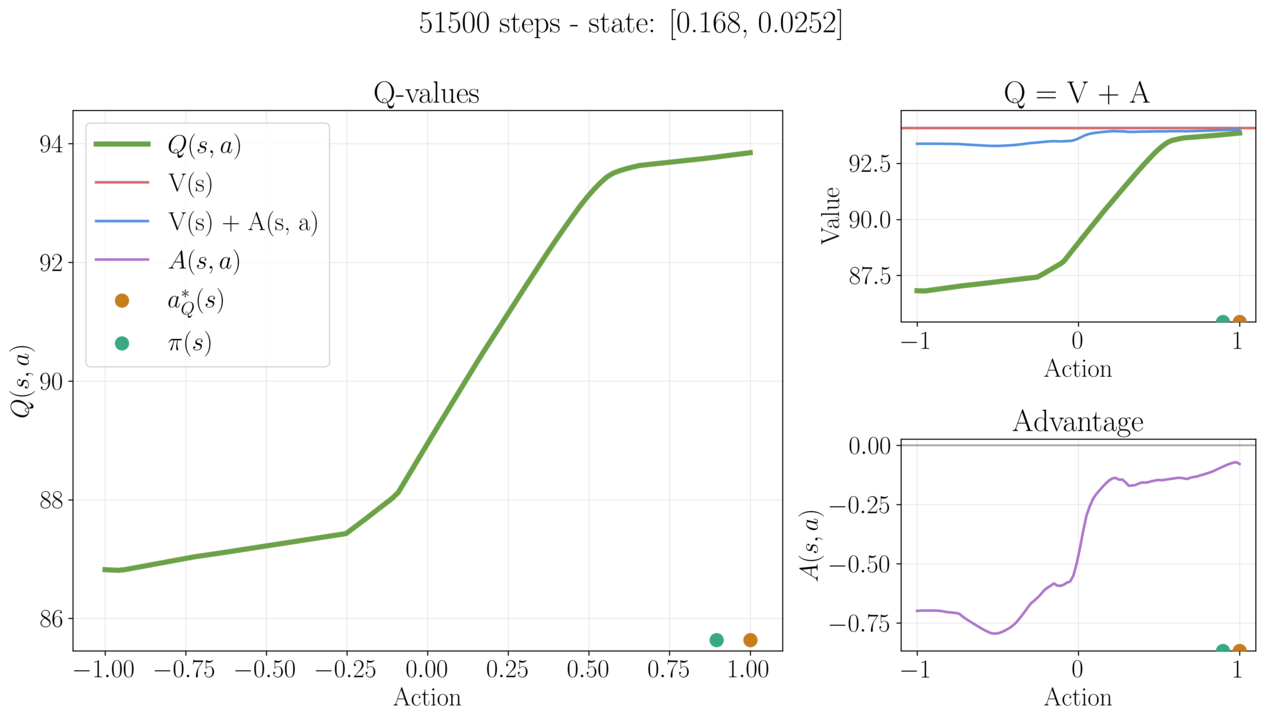 51500 steps - state: [0.168, 0.0252]
Q-values
Q(s, a)
V(s)
V(s) + A(s, a)
A(s, a)
a*Q(s)
π(s)
94
92
90
88
86
Q(s, a)
−1.00 −0.75 −0.50 −0.25 0.00 0.25 0.50 0.75 1.00
Action
Q = V + A
92.5
90.0
87.5
Value
−1 0 1
Action
Advantage
0.00
−0.25
−0.50
−0.75
A(s, a)
−1 0 1
Action